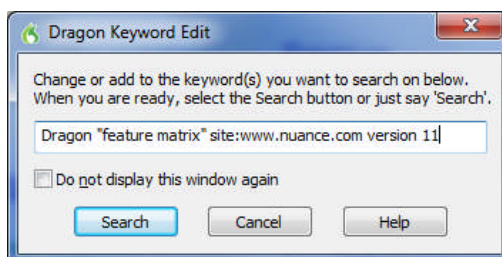 Dragon Keyword Edit
Change or add to the keyword(s) you want to search on below.
When you are ready, select the Search button or just say 'Search'.
Dragon "feature matrix" site:www.nuance.com version 11
Do not display this window again
Search Cancel Help